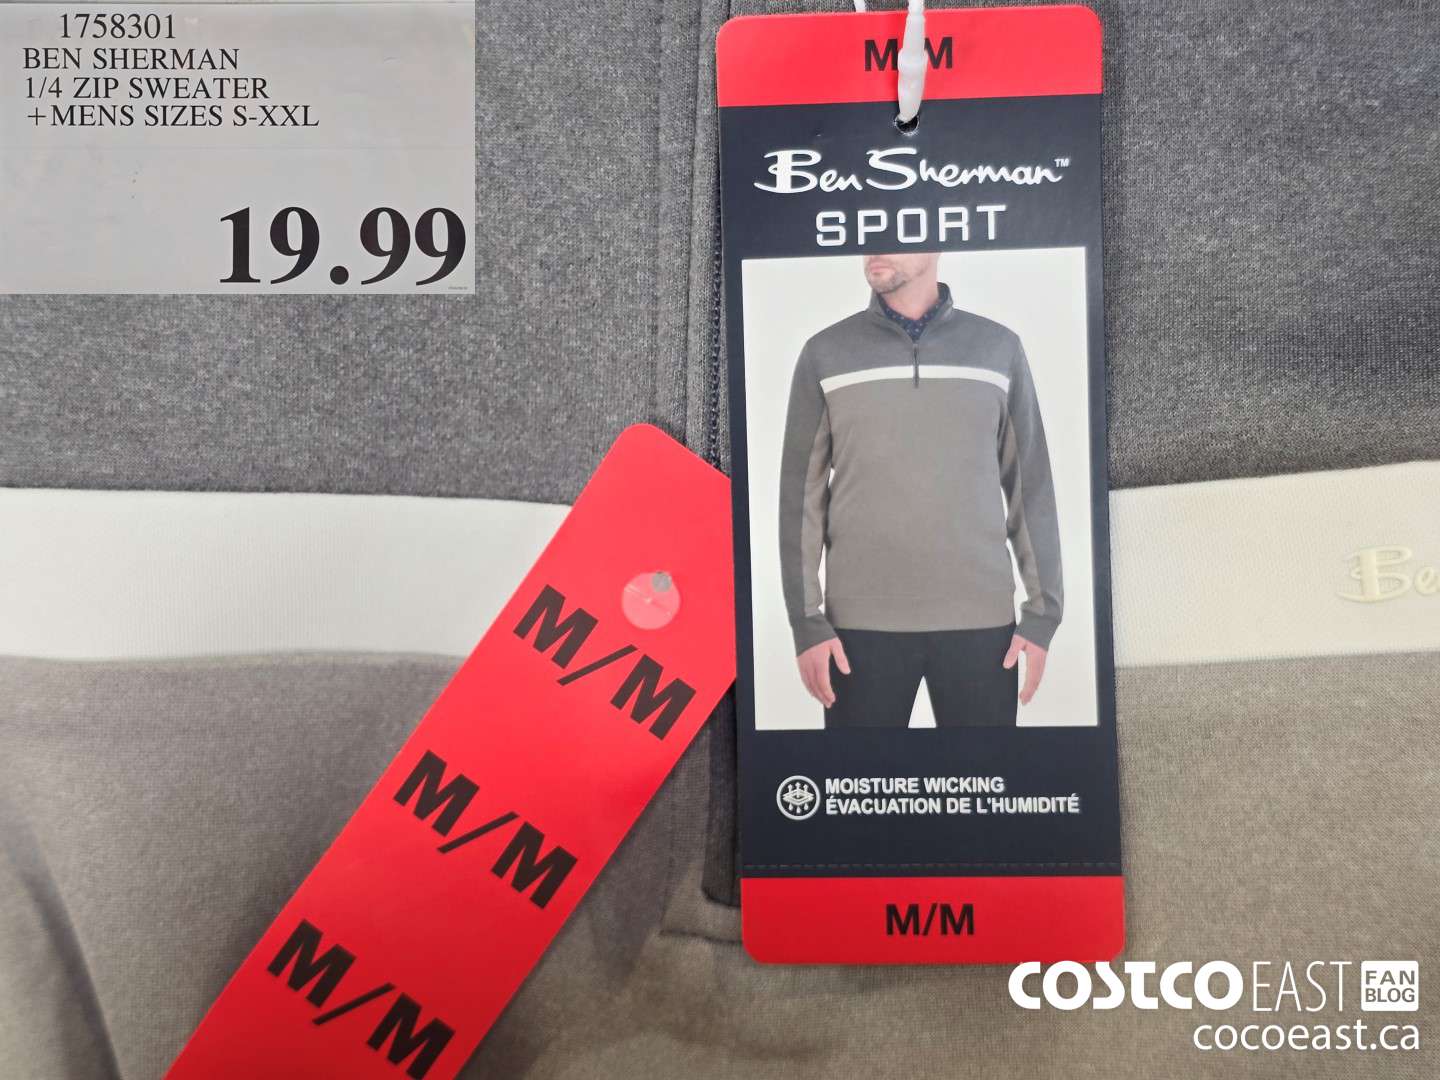 1758301
BEN SHERMAN
1/4 ZIP SWEATER
+MENS SIZES S-XXL
19.99
M/M
Ben Sherman™
SPORT
MOISTURE WICKING
ÉVACUATION DE L'HUMIDITÉ
M/M
M/M
M/M
M/M
Be
COSTCO EAST FAN BLOG
cocoeast.ca